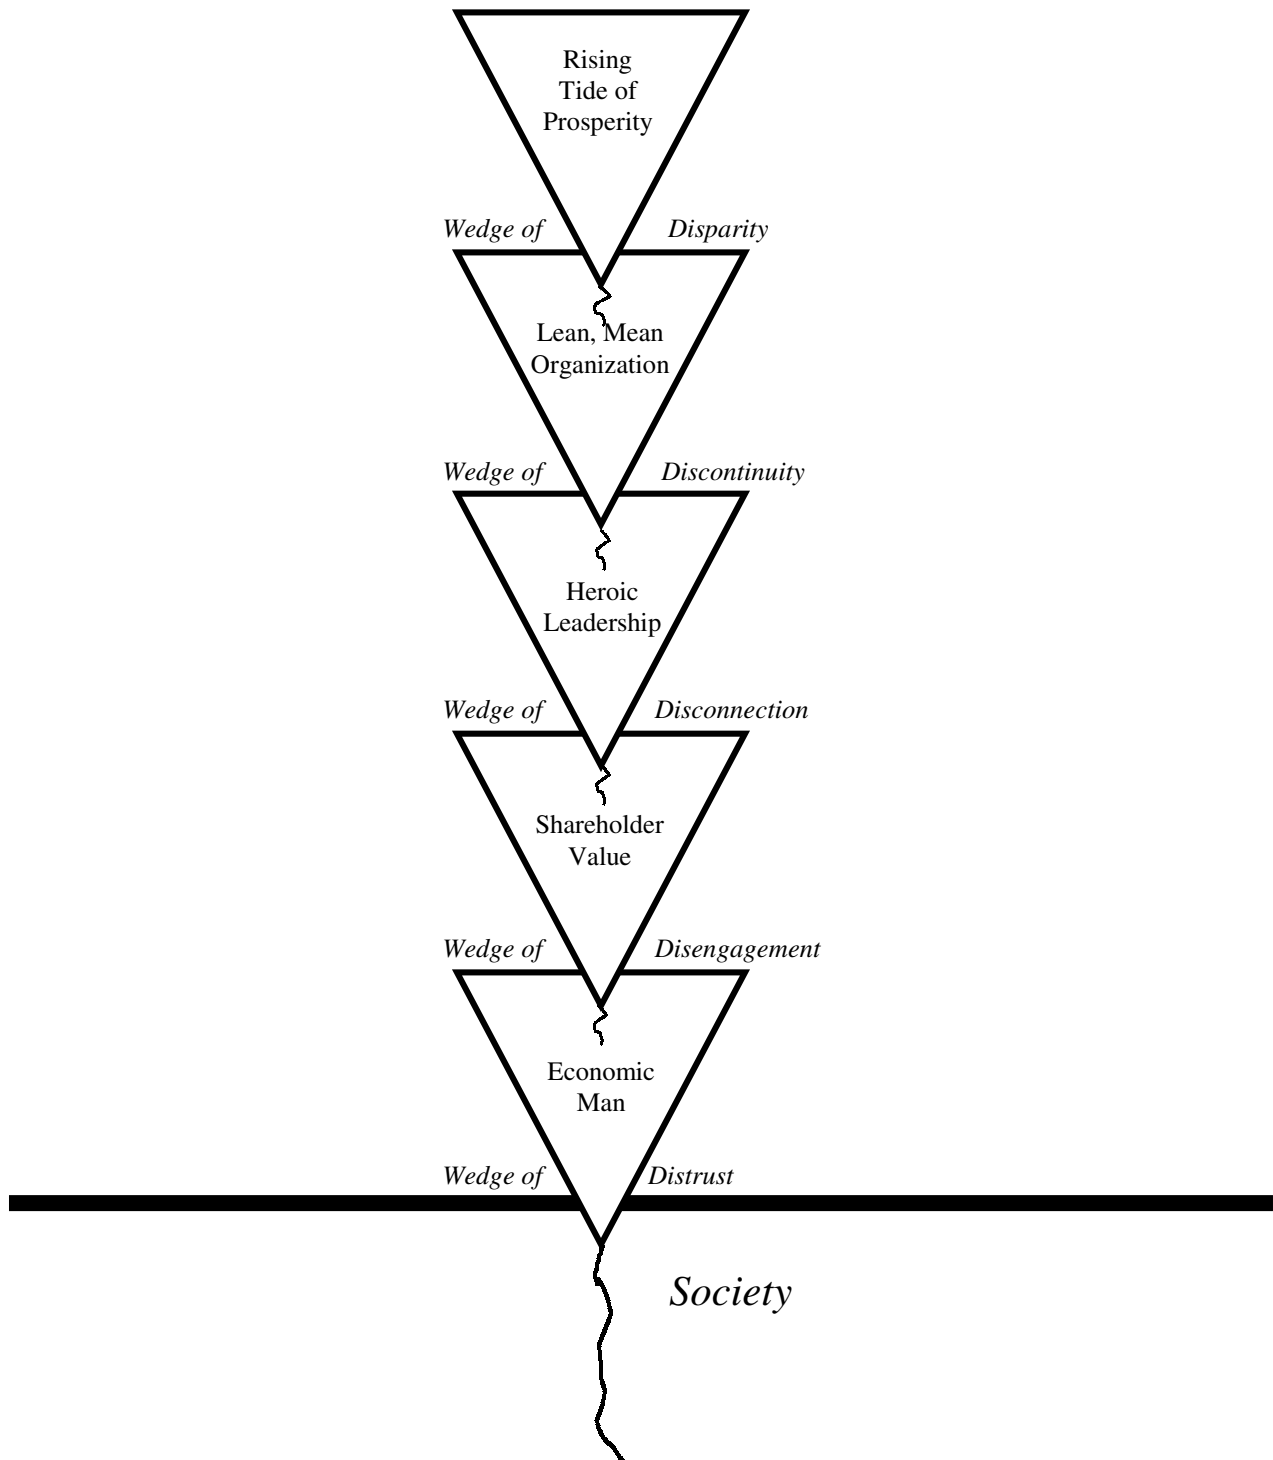 Rising
Tide of
Prosperity
Wedge of Disparity
Lean, Mean
Organization
Wedge of Discontinuity
Heroic
Leadership
Wedge of Disconnection
Shareholder
Value
Wedge of Disengagement
Economic
Man
Wedge of Distrust
Society